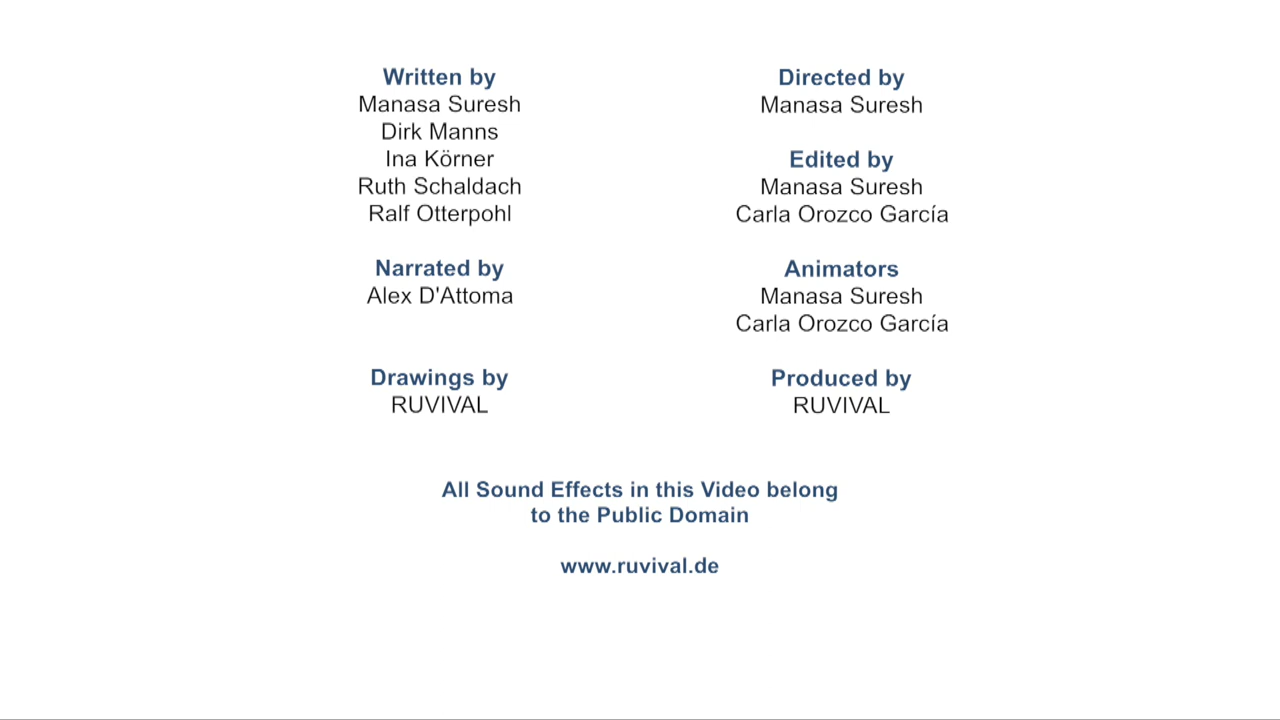 Written by
Manasa Suresh
Dirk Manns
Ina Körner
Ruth Schaldach
Ralf Otterpohl
Narrated by
Alex D'Attoma
Drawings by
RUVIVAL
Directed by
Manasa Suresh
Edited by
Manasa Suresh
Carla Orozco García
Animators
Manasa Suresh
Carla Orozco García
Produced by
RUVIVAL
All Sound Effects in this Video belong
to the Public Domain
www.ruvival.de